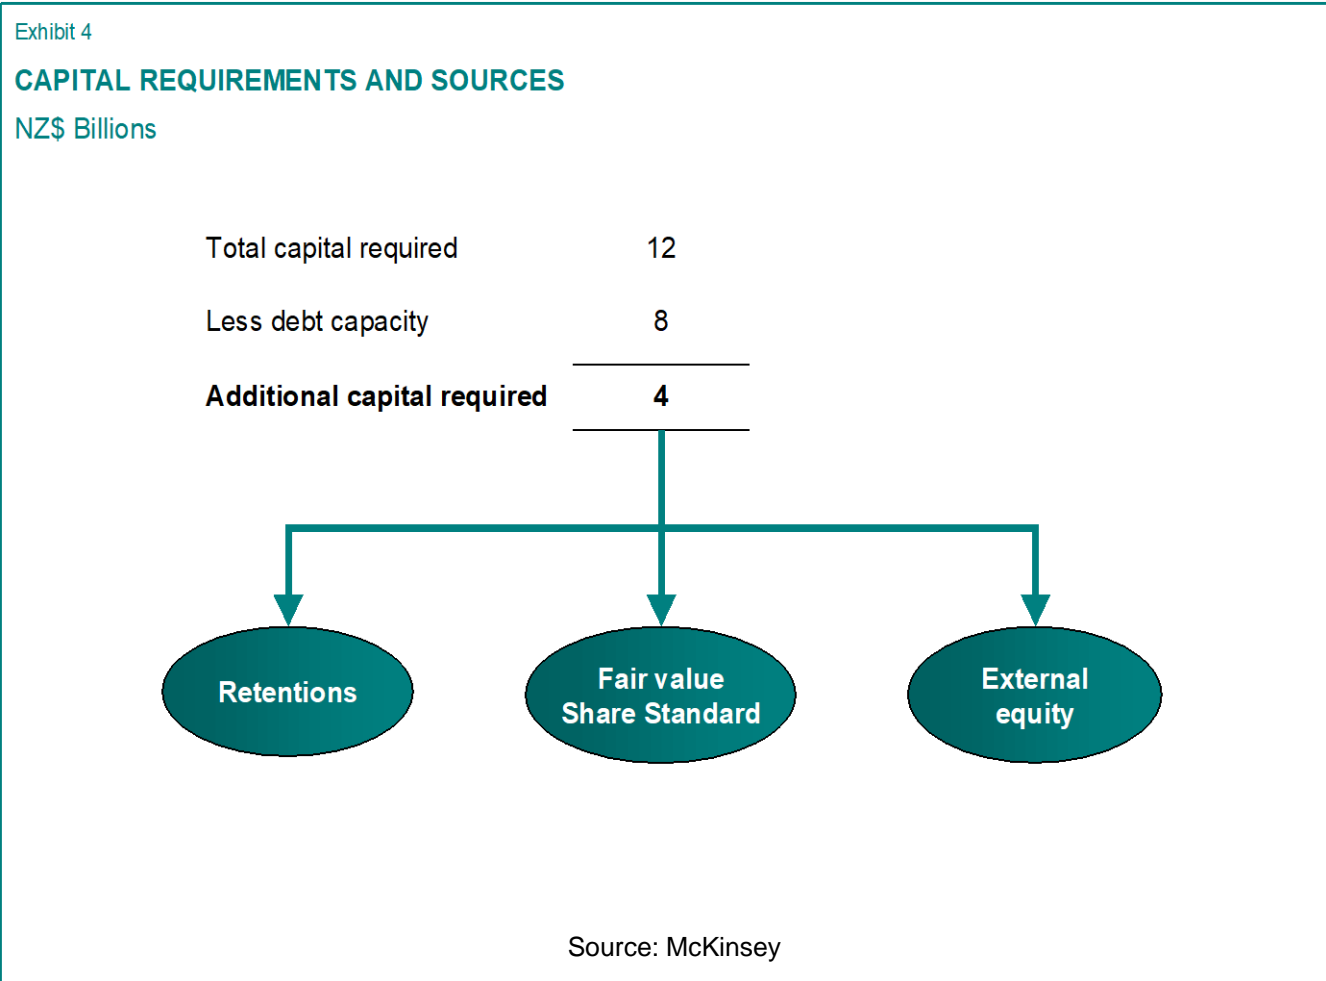 Exhibit 4
CAPITAL REQUIREMENTS AND SOURCES
NZ$ Billions
Total capital required 12
Less debt capacity 8
Additional capital required 4
Retentions
Fair value
Share Standard
External
equity
Source: McKinsey